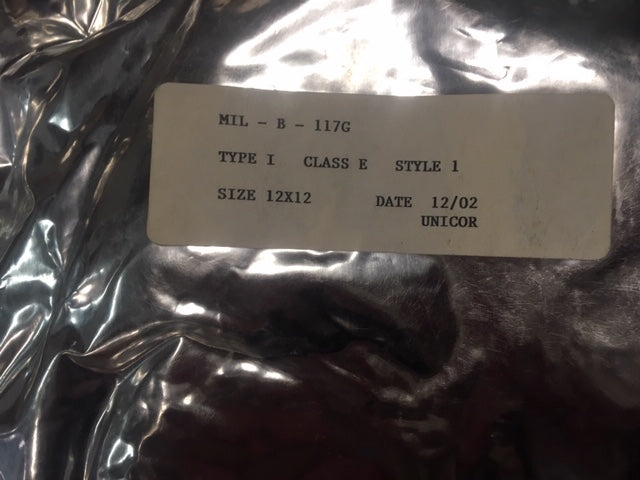 MIL - B - 117G
TYPE I CLASS E STYLE 1
SIZE 12X12 DATE 12/02
UNICOR